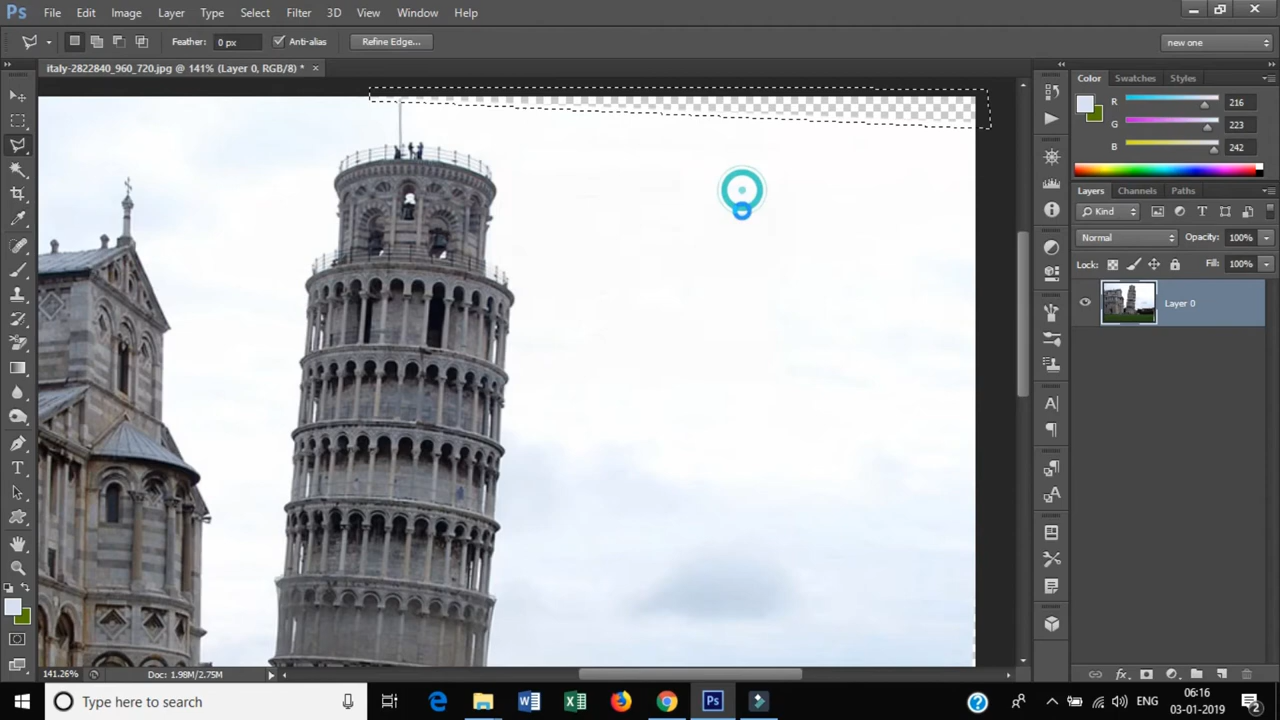 Ps File Edit Image Layer Type Select Filter 3D View Window Help
Feather: 0 px Anti-alias Refine Edge... new one
italy-2822840_960_720.jpg @ 141% (Layer 0, RGB/8) * ×
Color Swatches Styles
R 216
G 223
B 242
Layers Channels Paths
Kind
Normal Opacity: 100%
Lock: Fill: 100%
Layer 0
141.26% Doc: 1.98M/2.75M
Type here to search
ENG 06:16
03-01-2019 2